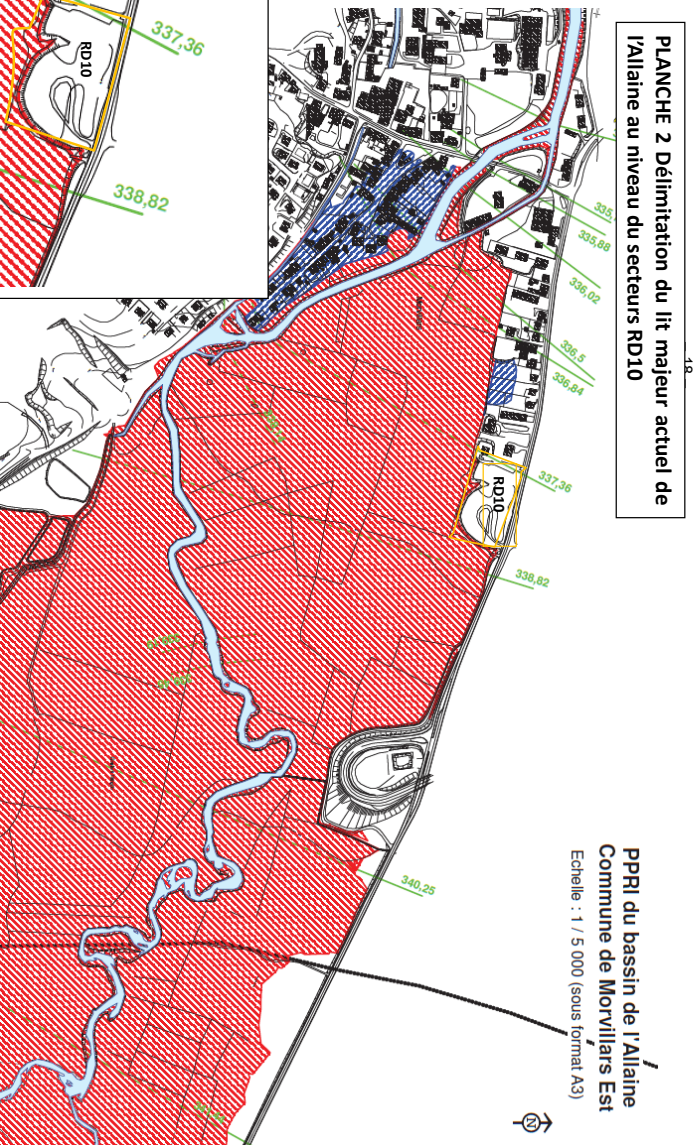 18
PLANCHE 2 Délimitation du lit majeur actuel de
l'Allaine au niveau du secteurs RD10
PPRI du bassin de l'Allaine
Commune de Morvillars Est
Echelle : 1 / 5 000 (sous format A3)
N
335,88
336,02
336,5
336,84
337,36
RD10
338,82
340,25
337,36
RD10
338,82